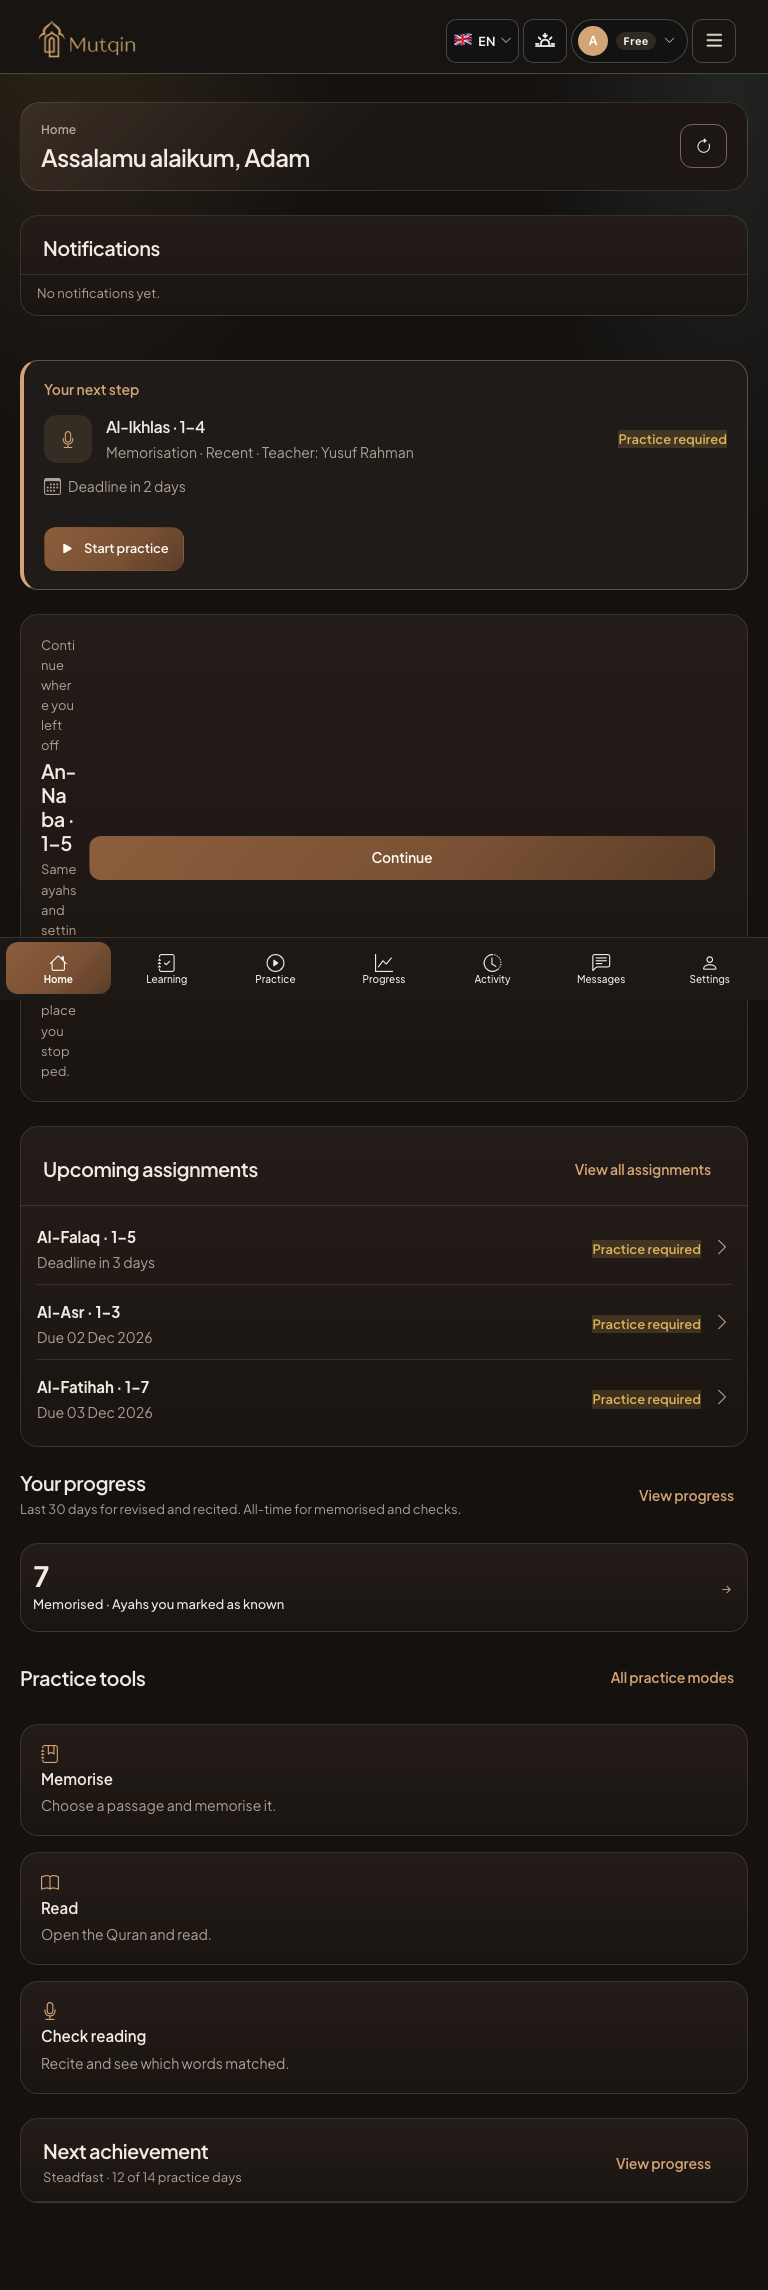 Mutqin
EN
A
Free
Home
Assalamu alaikum, Adam
Notifications
No notifications yet.
Your next step
Al-Ikhlas · 1–4
Memorisation · Recent · Teacher: Yusuf Rahman
Practice required
Deadline in 2 days
Start practice
Conti
nue
wher
e you
left
off
An-
Na
ba ·
1–5
Same
ayahs
and
settin
Continue
Home
Learning
Practice
Progress
Activity
Messages
Settings
place
you
stop
ped.
Upcoming assignments
View all assignments
Al-Falaq · 1–5
Deadline in 3 days
Practice required
Al-Asr · 1–3
Due 02 Dec 2026
Practice required
Al-Fatihah · 1–7
Due 03 Dec 2026
Practice required
Your progress
Last 30 days for revised and recited. All-time for memorised and checks.
View progress
7
Memorised · Ayahs you marked as known
Practice tools
All practice modes
Memorise
Choose a passage and memorise it.
Read
Open the Quran and read.
Check reading
Recite and see which words matched.
Next achievement
Steadfast · 12 of 14 practice days
View progress